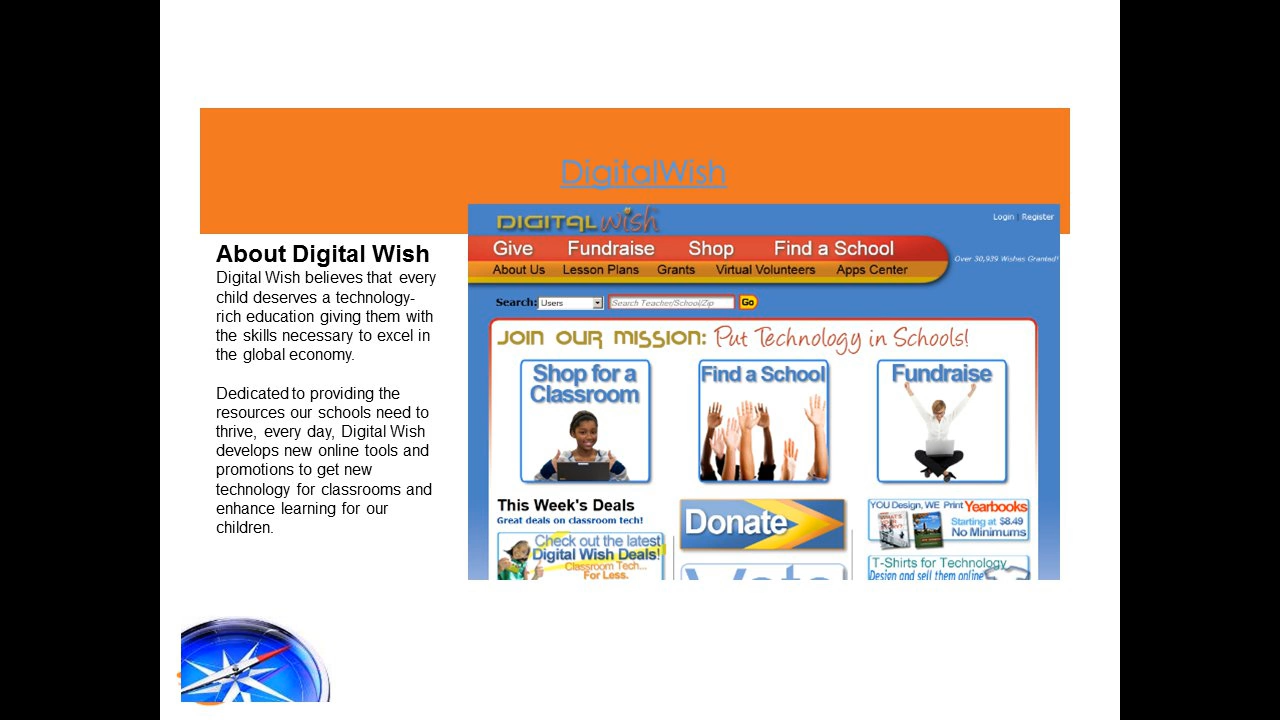 DigitalWish
About Digital Wish
Digital Wish believes that every
child deserves a technology-
rich education giving them with
the skills necessary to excel in
the global economy.
Dedicated to providing the
resources our schools need to
thrive, every day, Digital Wish
develops new online tools and
promotions to get new
technology for classrooms and
enhance learning for our
children.
DIGITAL wish
Login | Register
Give Fundraise Shop Find a School
Over 30,939 Wishes Granted!
About Us Lesson Plans Grants Virtual Volunteers Apps Center
Search: Users Search Teacher/School/Zip Go
JOIN OUR MISSION: Put Technology in Schools!
Shop for a
Classroom
Find a School
Fundraise
This Week's Deals
Great deals on classroom tech!
Check out the latest
Digital Wish Deals!
Classroom Tech...
For Less.
Donate
Vote
YOU Design, WE Print Yearbooks
Starting at $8.49
No Minimums
T-Shirts for Technology
Design and sell them online